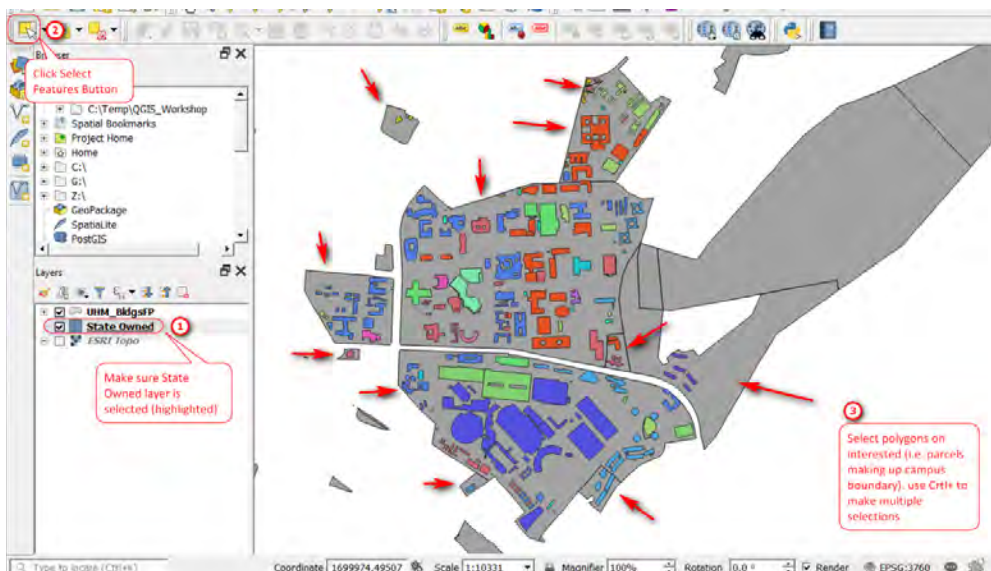 2
Browser
Click Select
Features Button
C:\Temp\QGIS_Workshop
Spatial Bookmarks
Project Home
Home
C:\
G:\
Z:\
GeoPackage
SpatiaLite
PostGIS
Layers
UHM_BldgsFP
State Owned
1
ESRI Topo
Make sure State
Owned layer is
selected (highlighted)
3
Select polygons on
interested (i.e. parcels
making up campus
boundary). use Crtl+ to
make multiple
selections
Type to locate (Ctrl+K)
Coordinate 1699974,49507 Scale 1:10331 Magnifier 100% Rotation 0.0 ° Render EPSG:3760